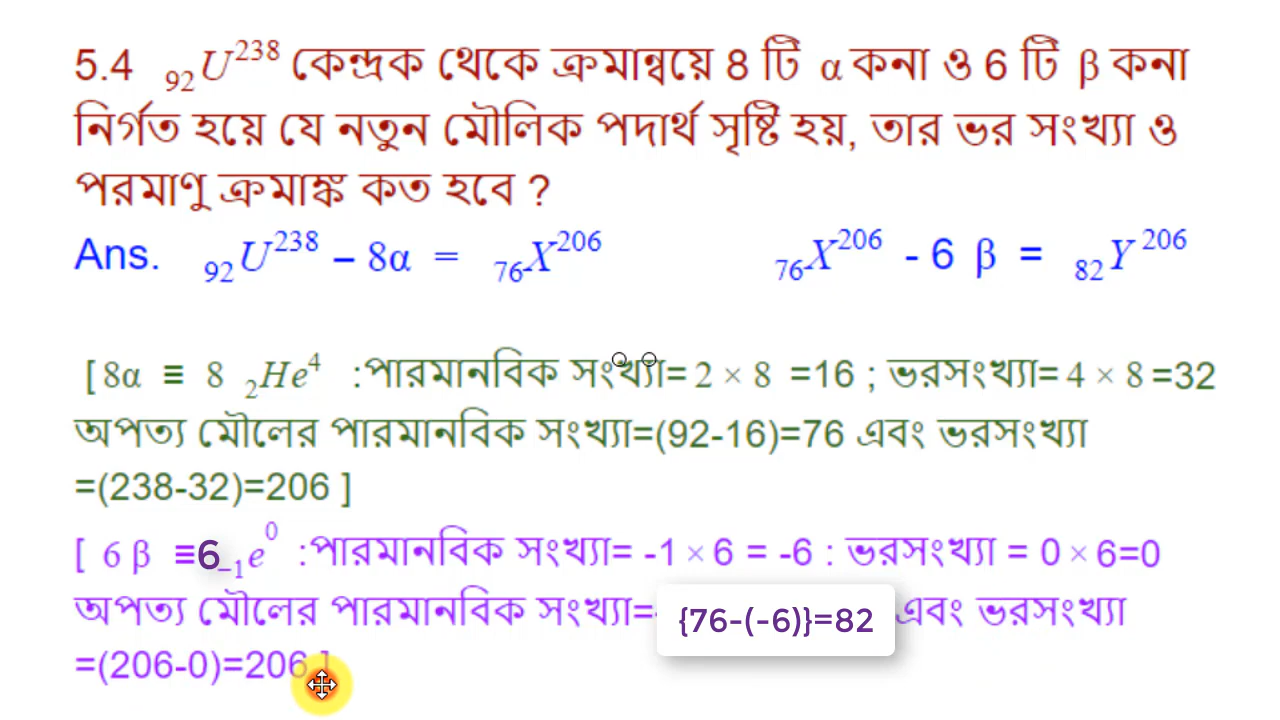 5.4 ₉₂U²³⁸ কেন্দ্রক থেকে ক্রমান্বয়ে 8 টি α কনা ও 6 টি β কনা
নির্গত হয়ে যে নতুন মৌলিক পদার্থ সৃষ্টি হয়, তার ভর সংখ্যা ও
পরমাণু ক্রমাঙ্ক কত হবে ?
Ans. ₉₂U²³⁸ – 8α = ₇₆X²⁰⁶ ₇₆X²⁰⁶ - 6 β = ₈₂Y²⁰⁶
[ 8α ≡ 8 ₂He⁴ :পারমানবিক সংখ্যা= 2 × 8 =16 ; ভরসংখ্যা= 4 × 8 =32
অপত্য মৌলের পারমানবিক সংখ্যা=(92-16)=76 এবং ভরসংখ্যা
=(238-32)=206 ]
[ 6 β ≡6 ₋₁e⁰ :পারমানবিক সংখ্যা= -1 × 6 = -6 : ভরসংখ্যা = 0 × 6=0
অপত্য মৌলের পারমানবিক সংখ্যা= {76-(-6)}=82 এবং ভরসংখ্যা
=(206-0)=206 ]